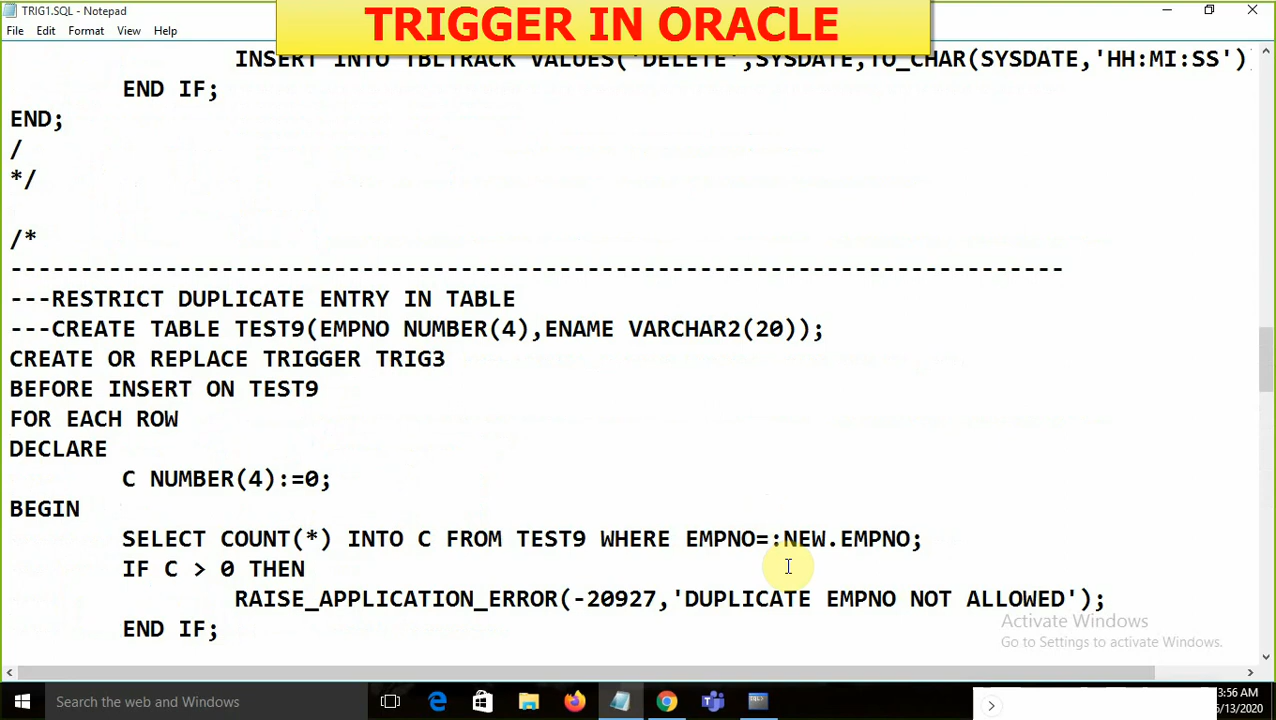 TRIG1.SQL - Notepad
TRIGGER IN ORACLE
File Edit Format View Help
INSERT INTO TBLTRACK VALUES('DELETE',SYSDATE,TO_CHAR(SYSDATE,'HH:MI:SS')
END IF;
END;
/
*/
/*
---------------------------------------------------------------------------
---RESTRICT DUPLICATE ENTRY IN TABLE
---CREATE TABLE TEST9(EMPNO NUMBER(4),ENAME VARCHAR2(20));
CREATE OR REPLACE TRIGGER TRIG3
BEFORE INSERT ON TEST9
FOR EACH ROW
DECLARE
C NUMBER(4):=0;
BEGIN
SELECT COUNT(*) INTO C FROM TEST9 WHERE EMPNO=:NEW.EMPNO;
IF C > 0 THEN
RAISE_APPLICATION_ERROR(-20927,'DUPLICATE EMPNO NOT ALLOWED');
END IF;
Activate Windows
Go to Settings to activate Windows.
Search the web and Windows
3:56 AM
/13/2020